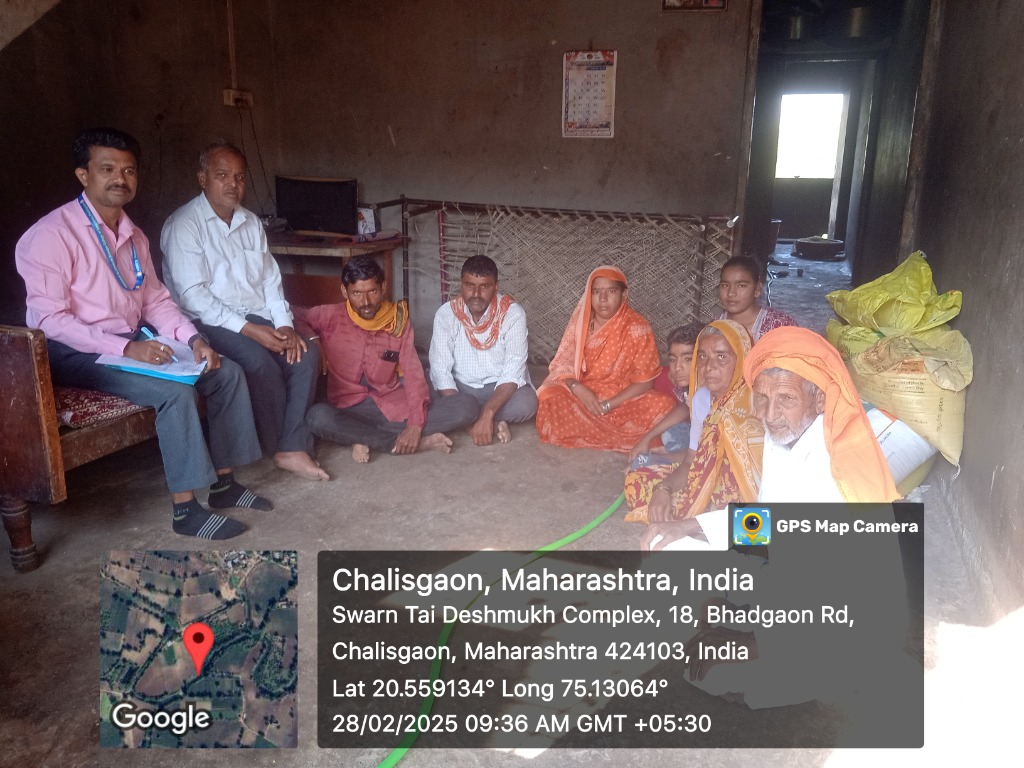 GPS Map Camera
Chalisgaon, Maharashtra, India
Swarn Tai Deshmukh Complex, 18, Bhadgaon Rd,
Chalisgaon, Maharashtra 424103, India
Lat 20.559134° Long 75.13064°
28/02/2025 09:36 AM GMT +05:30
Google